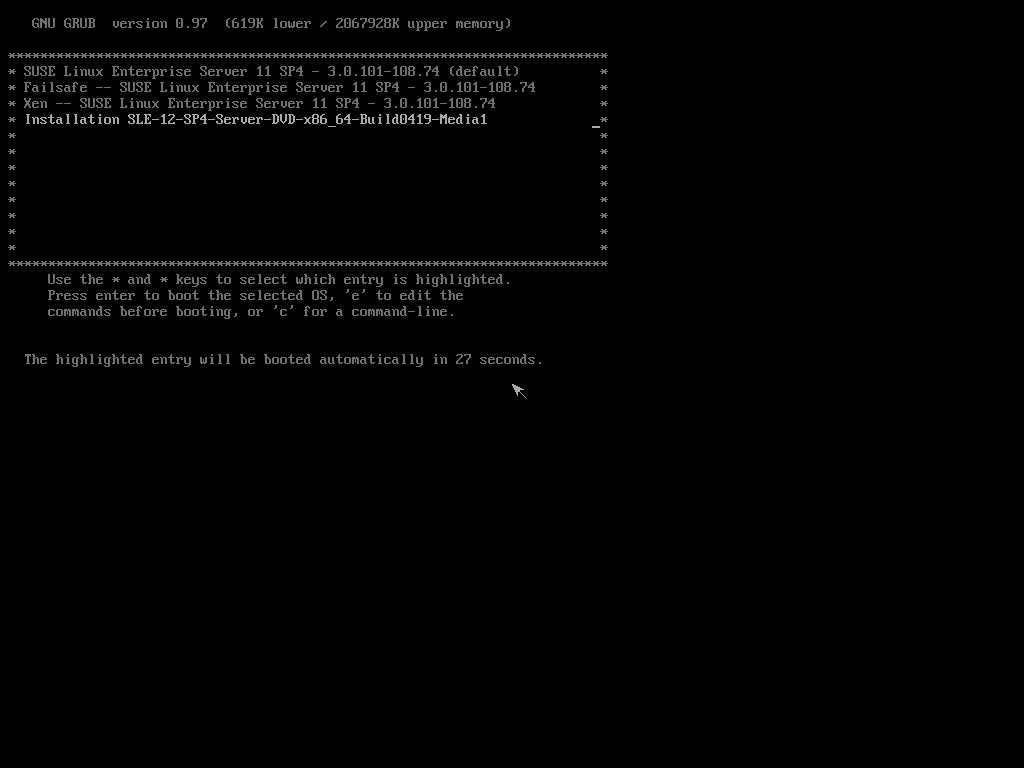 GNU GRUB  version 0.97  (619K lower / 2067928K upper memory)
*******************************************************************************
* SUSE Linux Enterprise Server 11 SP4 - 3.0.101-108.74 (default) *
* Failsafe -- SUSE Linux Enterprise Server 11 SP4 - 3.0.101-108.74 *
* Xen -- SUSE Linux Enterprise Server 11 SP4 - 3.0.101-108.74 *
* Installation SLE-12-SP4-Server-DVD-x86_64-Build0419-Media1 _*
* *
* *
* *
* *
* *
* *
* *
* *
*******************************************************************************
Use the * and * keys to select which entry is highlighted.
Press enter to boot the selected OS, 'e' to edit the
commands before booting, or 'c' for a command-line.
The highlighted entry will be booted automatically in 27 seconds.